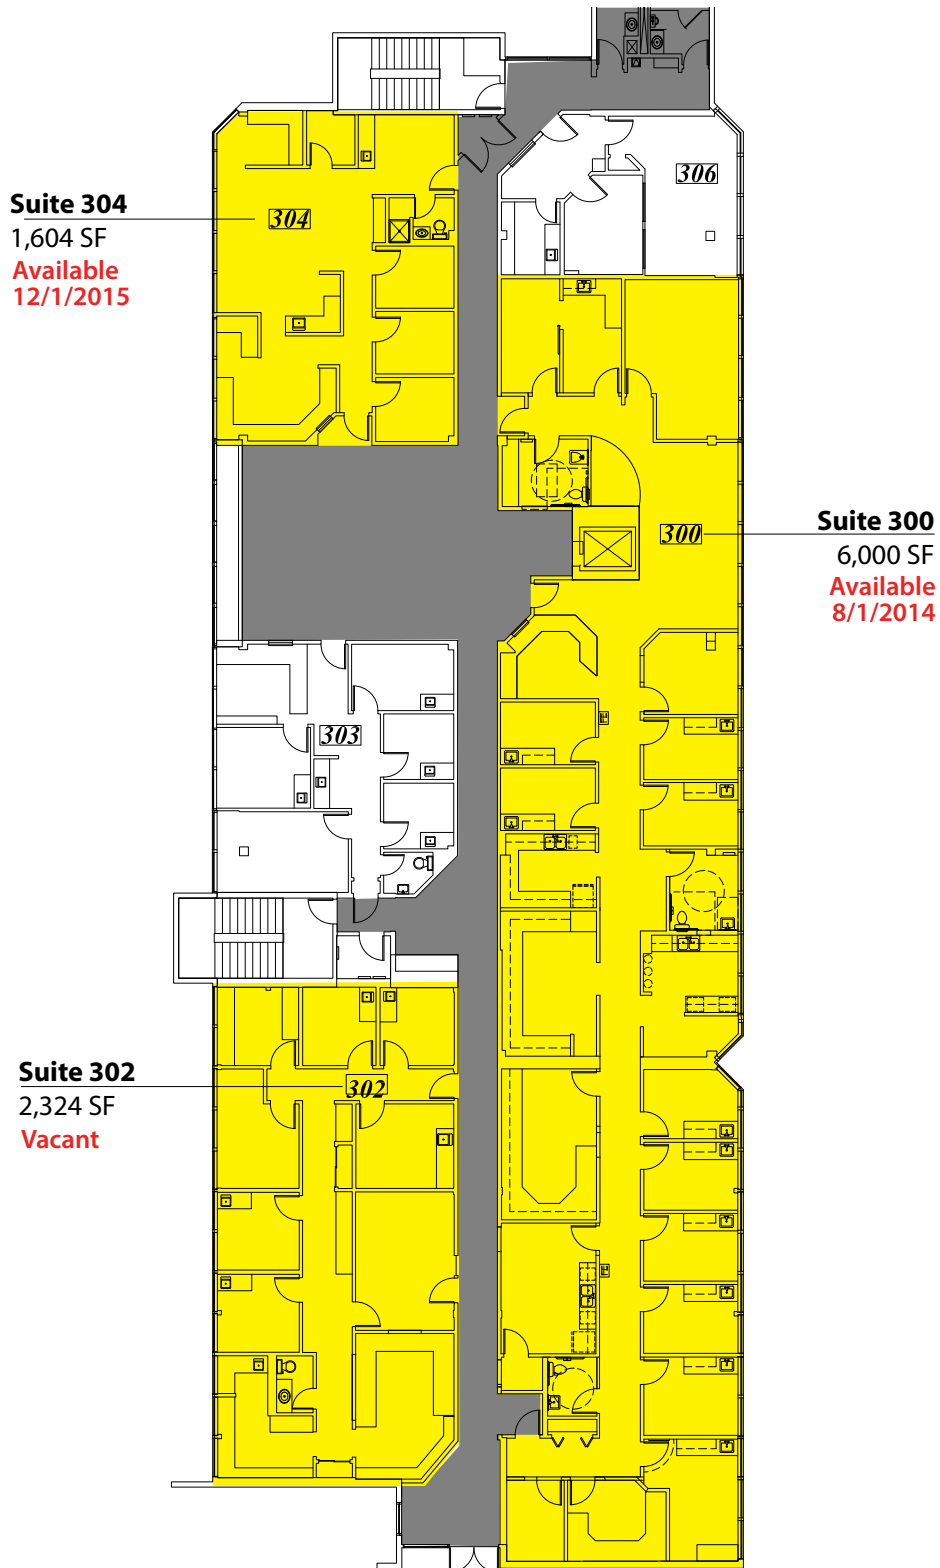 306
Suite 304
304
1,604 SF
Available
12/1/2015
Suite 300
300
6,000 SF
Available
8/1/2014
303
Suite 302
302
2,324 SF
Vacant